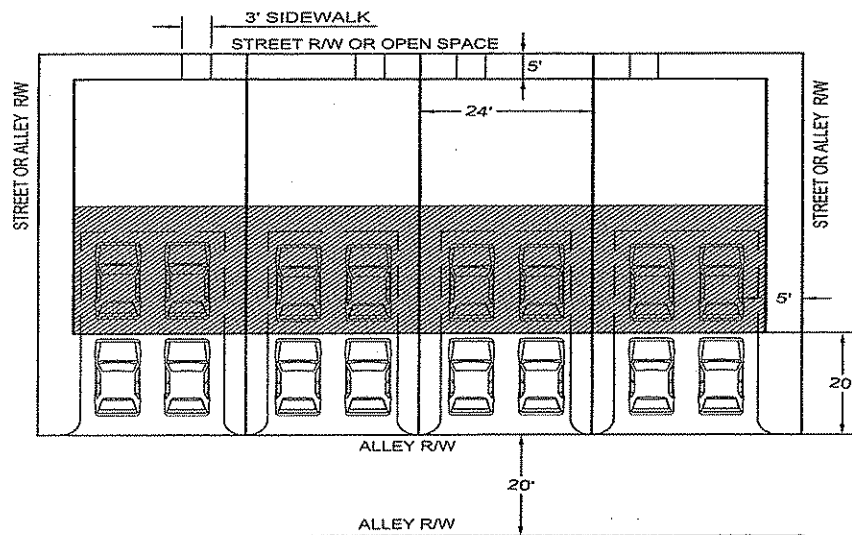 3' SIDEWALK
STREET R/W OR OPEN SPACE
5'
24'
STREET OR ALLEY R/W
STREET OR ALLEY R/W
5'
20'
ALLEY R/W
20'
ALLEY R/W